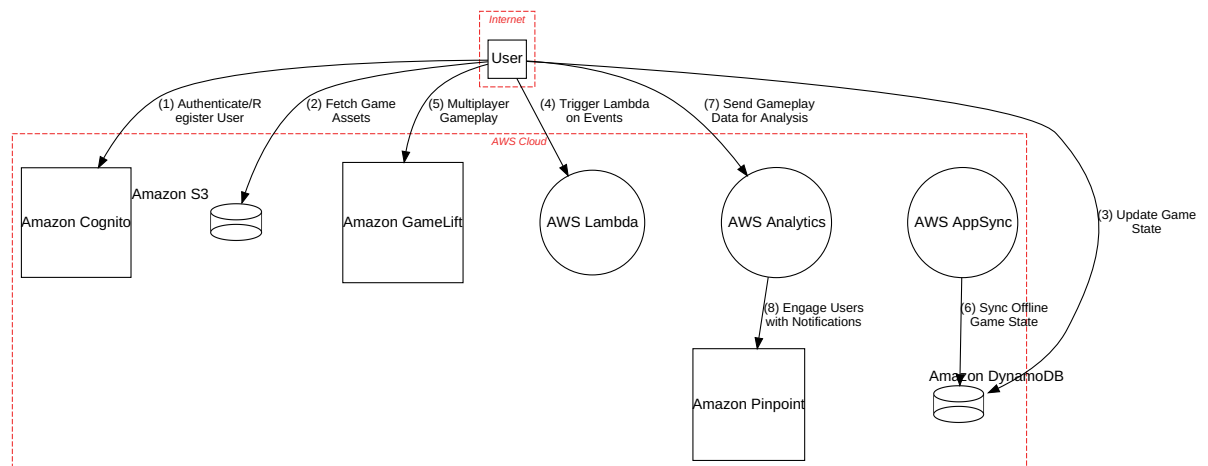 Internet
User
(1) Authenticate/R
egister User
(2) Fetch Game
Assets
(5) Multiplayer
Gameplay
(4) Trigger Lambda
on Events
(7) Send Gameplay
Data for Analysis
AWS Cloud
Amazon Cognito
Amazon S3
Amazon GameLift
AWS Lambda
AWS Analytics
AWS AppSync
(3) Update Game
State
(8) Engage Users
with Notifications
(6) Sync Offline
Game State
Amazon Pinpoint
Amazon DynamoDB